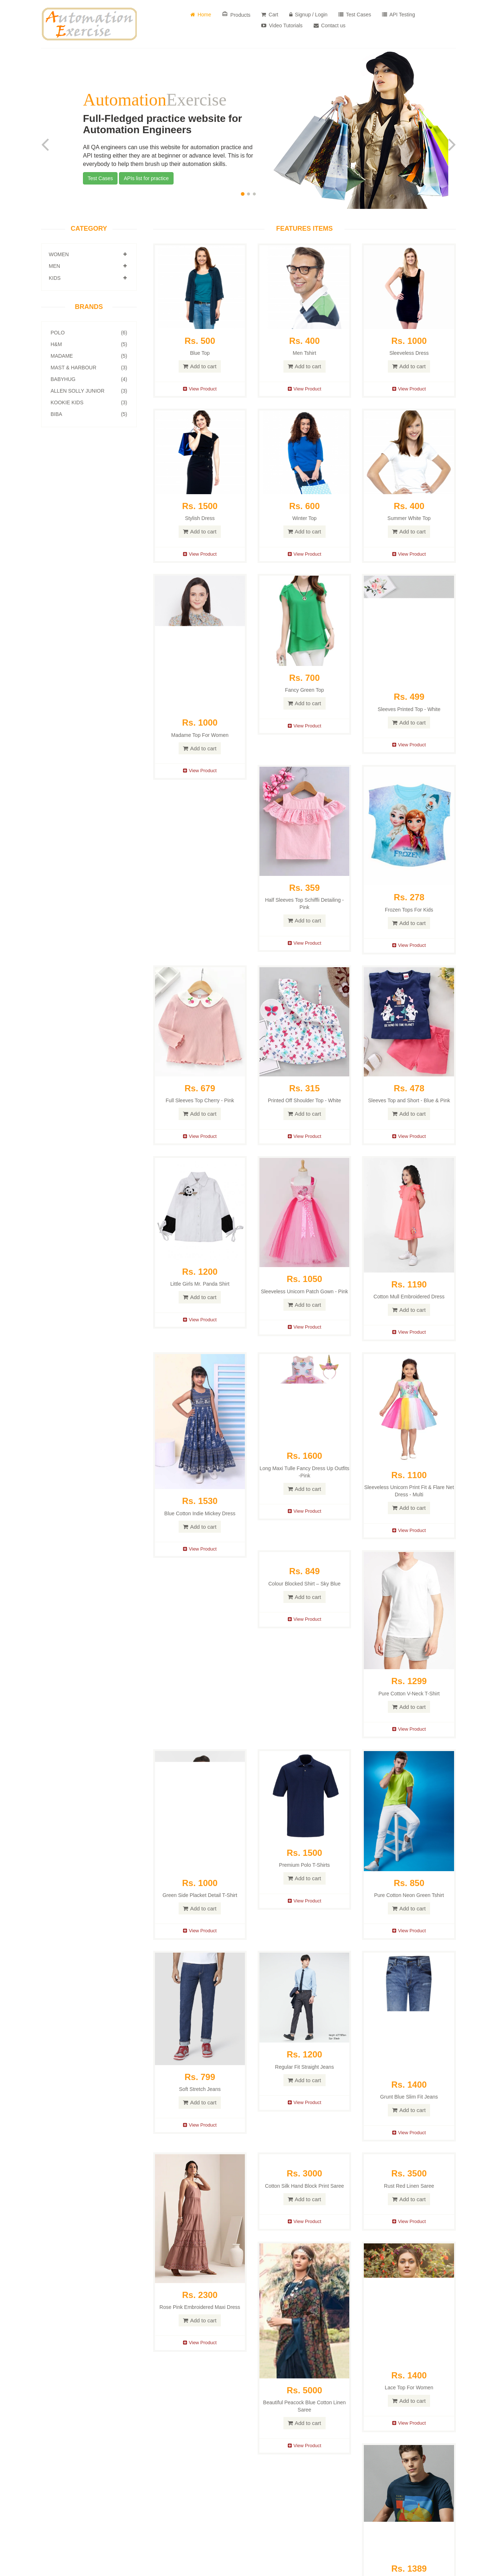 Automation
Exercise
Home
Products
Cart
Signup / Login
Test Cases
API Testing
Video Tutorials
Contact us
AutomationExercise
Full-Fledged practice website for
Automation Engineers
All QA engineers can use this website for automation practice and
API testing either they are at beginner or advance level. This is for
everybody to help them brush up their automation skills.
Test Cases
APIs list for practice
CATEGORY
WOMEN
MEN
KIDS
BRANDS
POLO (6)
H&M (5)
MADAME (5)
MAST & HARBOUR (3)
BABYHUG (4)
ALLEN SOLLY JUNIOR (3)
KOOKIE KIDS (3)
BIBA (5)
FEATURES ITEMS
Rs. 500
Blue Top
Add to cart
View Product
Rs. 400
Men Tshirt
Add to cart
View Product
Rs. 1000
Sleeveless Dress
Add to cart
View Product
Rs. 1500
Stylish Dress
Add to cart
View Product
Rs. 600
Winter Top
Add to cart
View Product
Rs. 400
Summer White Top
Add to cart
View Product
Rs. 1000
Madame Top For Women
Add to cart
View Product
Rs. 700
Fancy Green Top
Add to cart
View Product
Rs. 499
Sleeves Printed Top - White
Add to cart
View Product
Rs. 359
Half Sleeves Top Schiffli Detailing -
Pink
Add to cart
View Product
FROZEN
Rs. 278
Frozen Tops For Kids
Add to cart
View Product
Rs. 679
Full Sleeves Top Cherry - Pink
Add to cart
View Product
Rs. 315
Printed Off Shoulder Top - White
Add to cart
View Product
Rs. 478
Sleeves Top and Short - Blue & Pink
Add to cart
View Product
Rs. 1200
Little Girls Mr. Panda Shirt
Add to cart
View Product
Rs. 1050
Sleeveless Unicorn Patch Gown - Pink
Add to cart
View Product
Rs. 1190
Cotton Mull Embroidered Dress
Add to cart
View Product
Rs. 1530
Blue Cotton Indie Mickey Dress
Add to cart
View Product
Rs. 1600
Long Maxi Tulle Fancy Dress Up Outfits
-Pink
Add to cart
View Product
Rs. 1100
Sleeveless Unicorn Print Fit & Flare Net
Dress - Multi
Add to cart
View Product
Rs. 849
Colour Blocked Shirt – Sky Blue
Add to cart
View Product
Rs. 1299
Pure Cotton V-Neck T-Shirt
Add to cart
View Product
Rs. 1000
Green Side Placket Detail T-Shirt
Add to cart
View Product
Rs. 1500
Premium Polo T-Shirts
Add to cart
View Product
Rs. 850
Pure Cotton Neon Green Tshirt
Add to cart
View Product
Rs. 799
Soft Stretch Jeans
Add to cart
View Product
Rs. 1200
Regular Fit Straight Jeans
Add to cart
View Product
Rs. 1400
Grunt Blue Slim Fit Jeans
Add to cart
View Product
Rs. 2300
Rose Pink Embroidered Maxi Dress
Add to cart
View Product
Rs. 3000
Cotton Silk Hand Block Print Saree
Add to cart
View Product
Rs. 3500
Rust Red Linen Saree
Add to cart
View Product
Rs. 5000
Beautiful Peacock Blue Cotton Linen
Saree
Add to cart
View Product
Rs. 1400
Lace Top For Women
Add to cart
View Product
Rs. 1389